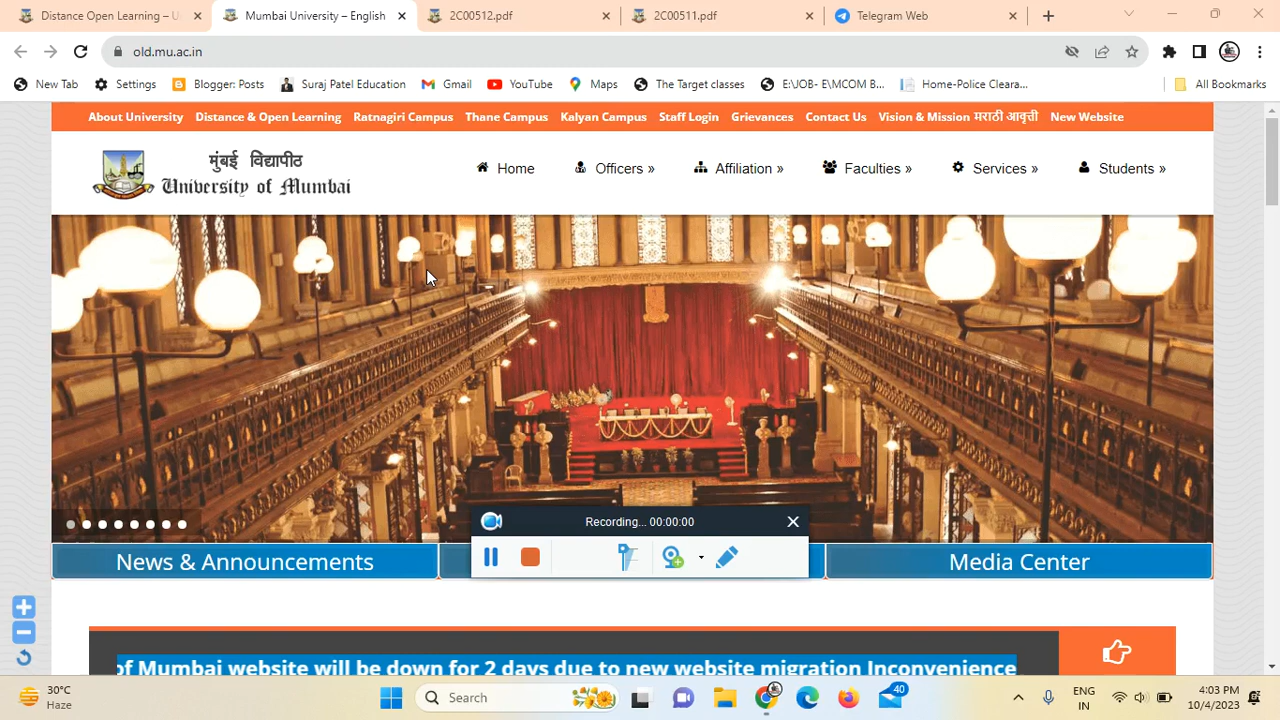 Distance Open Learning – U
Mumbai University – English
2C00512.pdf
2C00511.pdf
Telegram Web
old.mu.ac.in
New Tab
Settings
Blogger: Posts
Suraj Patel Education
Gmail
YouTube
Maps
The Target classes
E:\JOB- E\MCOM B...
Home-Police Cleara...
All Bookmarks
About University
Distance & Open Learning
Ratnagiri Campus
Thane Campus
Kalyan Campus
Staff Login
Grievances
Contact Us
Vision & Mission
मराठी आवृत्ती
New Website
मुंबई विद्यापीठ
University of Mumbai
Home
Officers »
Affiliation »
Faculties »
Services »
Students »
Recording... 00:00:00
News & Announcements
Media Center
of Mumbai website will be down for 2 days due to new website migration Inconvenience
30°C
Haze
Search
40
ENG
IN
4:03 PM
10/4/2023